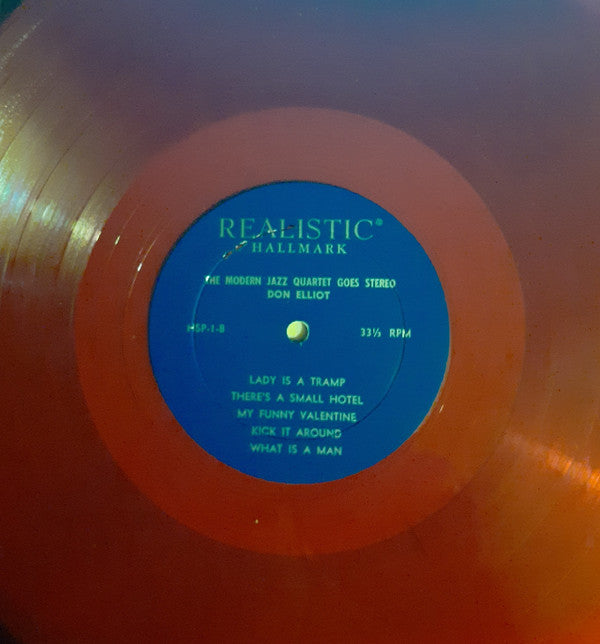 REALISTIC®
HALLMARK
THE MODERN JAZZ QUARTET GOES STEREO
DON ELLIOT
33⅓ RPM
LADY IS A TRAMP
THERE'S A SMALL HOTEL
MY FUNNY VALENTINE
KICK IT AROUND
WHAT IS A MAN